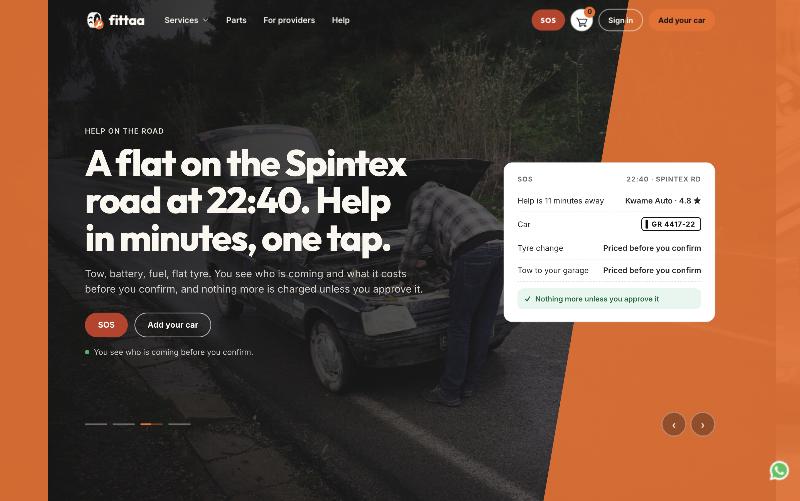 fittaa
Services
Parts
For providers
Help
SOS
0
Sign in
Add your car
HELP ON THE ROAD
A flat on the Spintex
road at 22:40. Help
in minutes, one tap.
Tow, battery, fuel, flat tyre. You see who is coming and what it costs
before you confirm, and nothing more is charged unless you approve it.
SOS
Add your car
You see who is coming before you confirm.
SOS
22:40 · SPINTEX RD
Help is 11 minutes away
Kwame Auto · 4.8 ★
Car
GR 4417-22
Tyre change
Priced before you confirm
Tow to your garage
Priced before you confirm
✓ Nothing more unless you approve it